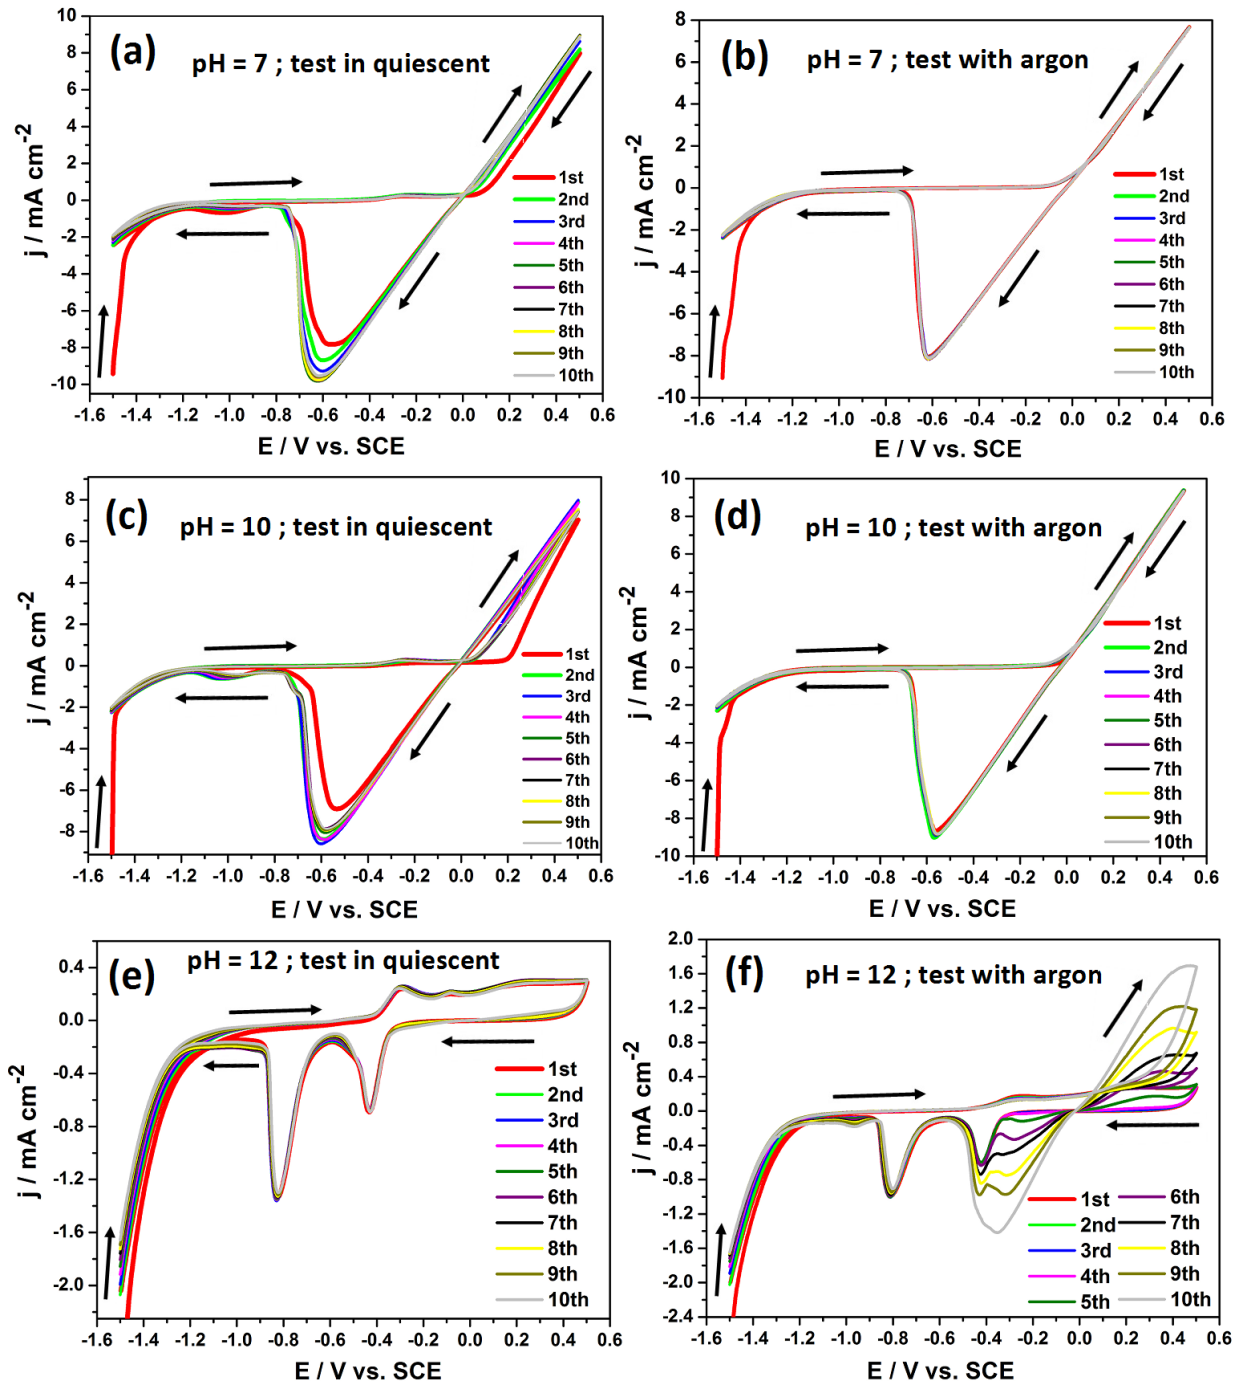 (a)
pH = 7 ; test in quiescent
10
8
6
4
2
0
-2
-4
-6
-8
-10
j / mA cm-2
1st
2nd
3rd
4th
5th
6th
7th
8th
9th
10th
-1.6 -1.4 -1.2 -1.0 -0.8 -0.6 -0.4 -0.2 0.0 0.2 0.4 0.6
E / V vs. SCE
(b)
pH = 7 ; test with argon
8
6
4
2
0
-2
-4
-6
-8
-10
j / mA cm-2
1st
2nd
3rd
4th
5th
6th
7th
8th
9th
10th
-1.6 -1.4 -1.2 -1.0 -0.8 -0.6 -0.4 -0.2 0.0 0.2 0.4 0.6
E / V vs. SCE
(c)
pH = 10 ; test in quiescent
8
6
4
2
0
-2
-4
-6
-8
j / mA cm-2
1st
2nd
3rd
4th
5th
6th
7th
8th
9th
10th
-1.6 -1.4 -1.2 -1.0 -0.8 -0.6 -0.4 -0.2 0.0 0.2 0.4 0.6
E / V vs. SCE
(d)
pH = 10 ; test with argon
10
8
6
4
2
0
-2
-4
-6
-8
-10
j / mA cm-2
1st
2nd
3rd
4th
5th
6th
7th
8th
9th
10th
-1.6 -1.4 -1.2 -1.0 -0.8 -0.6 -0.4 -0.2 0.0 0.2 0.4 0.6
E / V vs. SCE
(e)
pH = 12 ; test in quiescent
0.4
0.0
-0.4
-0.8
-1.2
-1.6
-2.0
j / mA cm-2
1st
2nd
3rd
4th
5th
6th
7th
8th
9th
10th
-1.6 -1.4 -1.2 -1.0 -0.8 -0.6 -0.4 -0.2 0.0 0.2 0.4 0.6
E / V vs. SCE
(f)
pH = 12 ; test with argon
2.0
1.6
1.2
0.8
0.4
0.0
-0.4
-0.8
-1.2
-1.6
-2.0
-2.4
j / mA cm-2
1st 6th
2nd 7th
3rd 8th
4th 9th
5th 10th
-1.6 -1.4 -1.2 -1.0 -0.8 -0.6 -0.4 -0.2 0.0 0.2 0.4 0.6
E / V vs. SCE